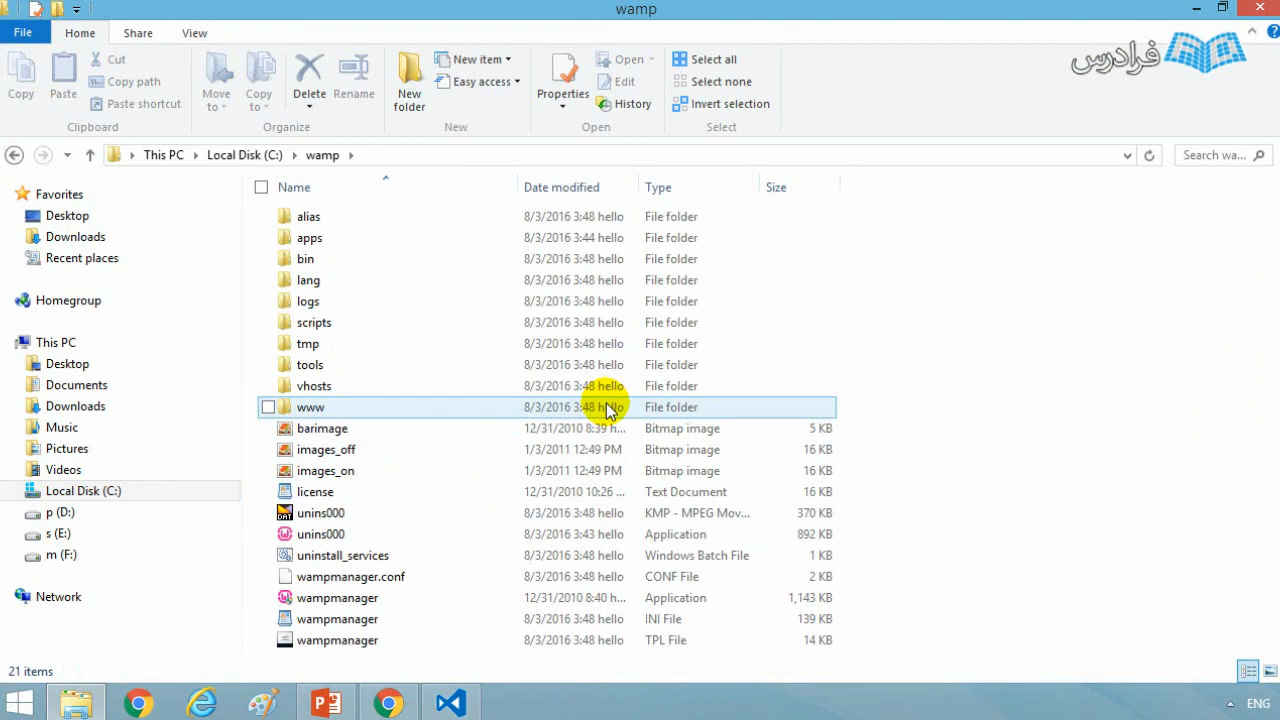 wamp
File
Home
Share
View
Copy
Paste
Cut
Copy path
Paste shortcut
Clipboard
Move to
Copy to
Delete
Rename
Organize
New folder
New item
Easy access
New
Properties
Open
Edit
History
Open
Select all
Select none
Invert selection
Select
فرادرس
This PC
Local Disk (C:)
wamp
Search wa...
Favorites
Desktop
Downloads
Recent places
Homegroup
This PC
Desktop
Documents
Downloads
Music
Pictures
Videos
Local Disk (C:)
p (D:)
s (E:)
m (F:)
Network
Name Date modified Type Size
alias 8/3/2016 3:48 hello File folder
apps 8/3/2016 3:44 hello File folder
bin 8/3/2016 3:48 hello File folder
lang 8/3/2016 3:48 hello File folder
logs 8/3/2016 3:48 hello File folder
scripts 8/3/2016 3:48 hello File folder
tmp 8/3/2016 3:48 hello File folder
tools 8/3/2016 3:48 hello File folder
vhosts 8/3/2016 3:48 hello File folder
www 8/3/2016 3:48 hello File folder
barimage 12/31/2010 8:39 h... Bitmap image 5 KB
images_off 1/3/2011 12:49 PM Bitmap image 16 KB
images_on 1/3/2011 12:49 PM Bitmap image 16 KB
license 12/31/2010 10:26 ... Text Document 16 KB
unins000 8/3/2016 3:48 hello KMP - MPEG Mov... 370 KB
unins000 8/3/2016 3:43 hello Application 892 KB
uninstall_services 8/3/2016 3:48 hello Windows Batch File 1 KB
wampmanager.conf 8/3/2016 3:48 hello CONF File 2 KB
wampmanager 12/31/2010 8:40 h... Application 1,143 KB
wampmanager 8/3/2016 3:48 hello INI File 139 KB
wampmanager 8/3/2016 3:48 hello TPL File 14 KB
21 items
ENG